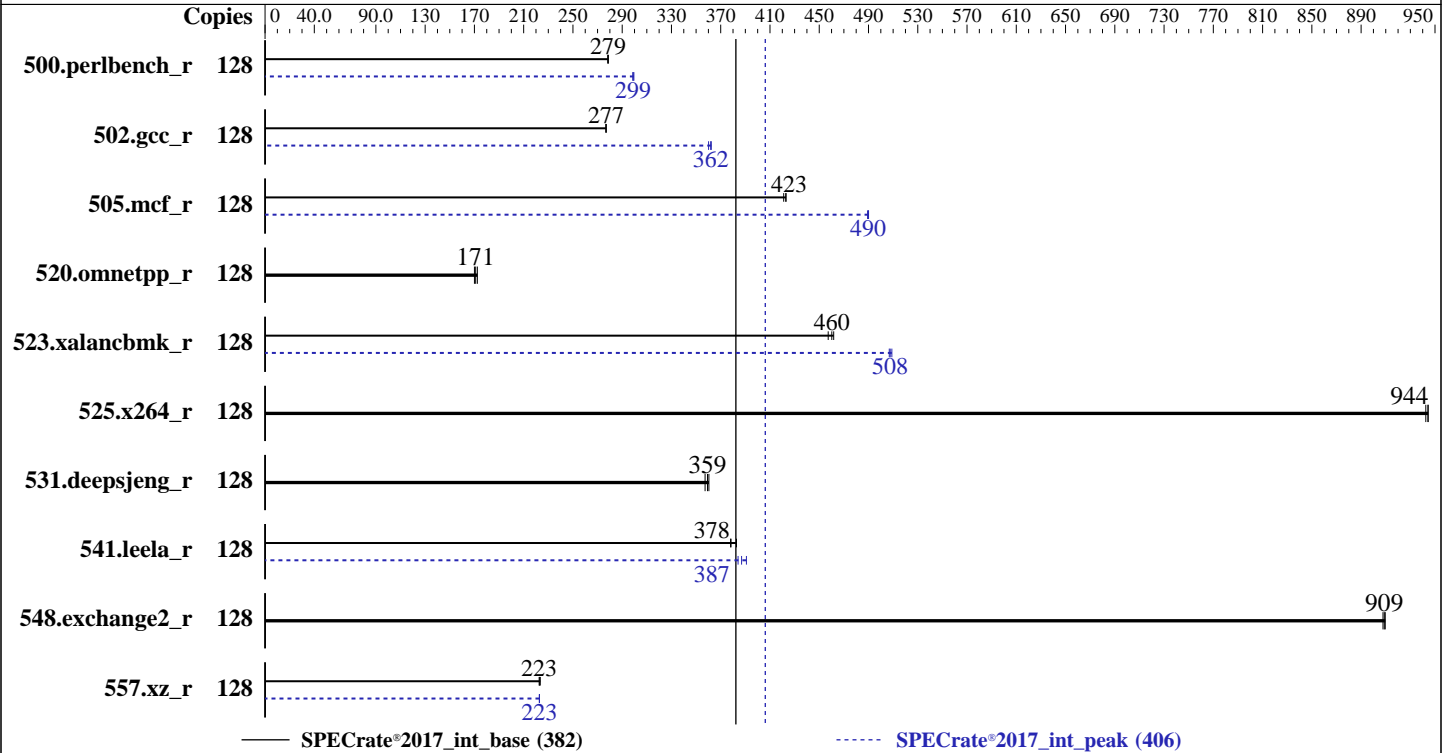 Copies 0 40.0 90.0 130 170 210 250 290 330 370 410 450 490 530 570 610 650 690 730 770 810 850 890 950
279
500.perlbench_r 128
299
277
502.gcc_r 128
362
423
505.mcf_r 128
490
171
520.omnetpp_r 128
460
523.xalancbmk_r 128
508
944
525.x264_r 128
359
531.deepsjeng_r 128
378
541.leela_r 128
387
909
548.exchange2_r 128
223
557.xz_r 128
223
SPECrate®2017_int_base (382) SPECrate®2017_int_peak (406)